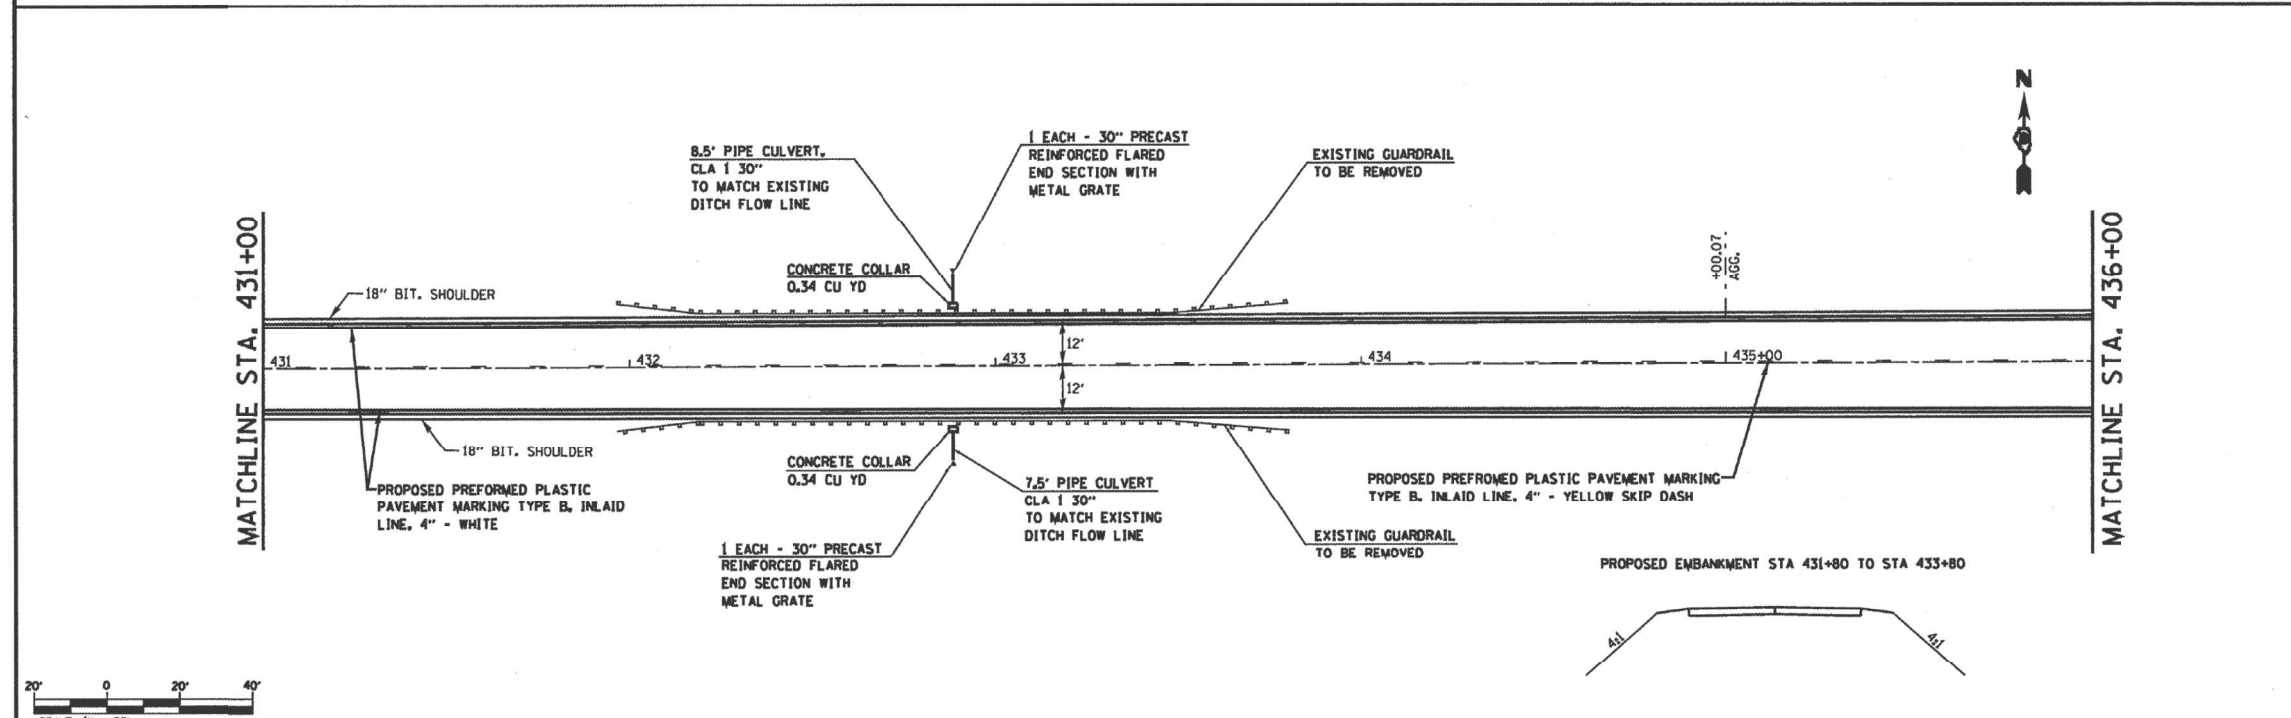 N
8.5' PIPE CULVERT,
CLA 1 30"
TO MATCH EXISTING
DITCH FLOW LINE
1 EACH - 30" PRECAST
REINFORCED FLARED
END SECTION WITH
METAL GRATE
EXISTING GUARDRAIL
TO BE REMOVED
MATCHLINE STA. 431+00
18" BIT. SHOULDER
CONCRETE COLLAR
0.34 CU YD
+00.07
AGG.
MATCHLINE STA. 436+00
431
432
433
434
435+00
12'
12'
18" BIT. SHOULDER
PROPOSED PREFORMED PLASTIC
PAVEMENT MARKING TYPE B, INLAID
LINE, 4" - WHITE
CONCRETE COLLAR
0.34 CU YD
1 EACH - 30" PRECAST
REINFORCED FLARED
END SECTION WITH
METAL GRATE
7.5' PIPE CULVERT
CLA 1 30"
TO MATCH EXISTING
DITCH FLOW LINE
EXISTING GUARDRAIL
TO BE REMOVED
PROPOSED PREFROMED PLASTIC PAVEMENT MARKING
TYPE B, INLAID LINE, 4" - YELLOW SKIP DASH
PROPOSED EMBANKMENT STA 431+80 TO STA 433+80
4:1
4:1
20' 0 20' 40'